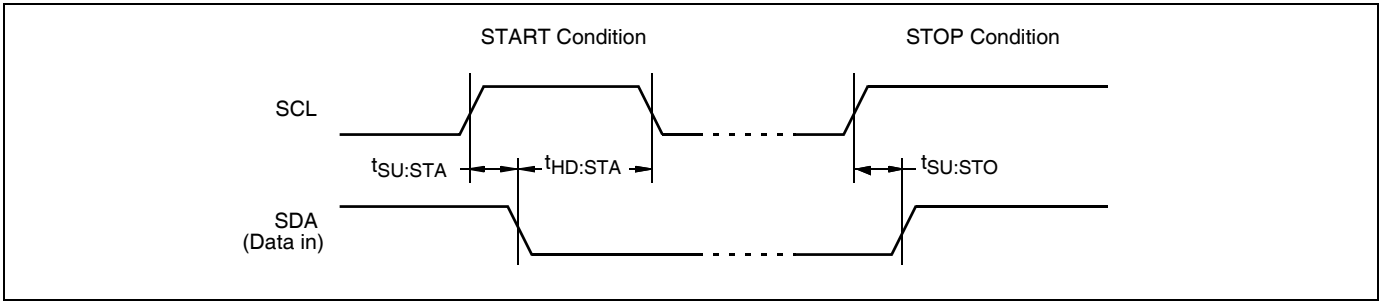 START Condition
STOP Condition
SCL
tSU:STA
tHD:STA
tSU:STO
SDA
(Data in)